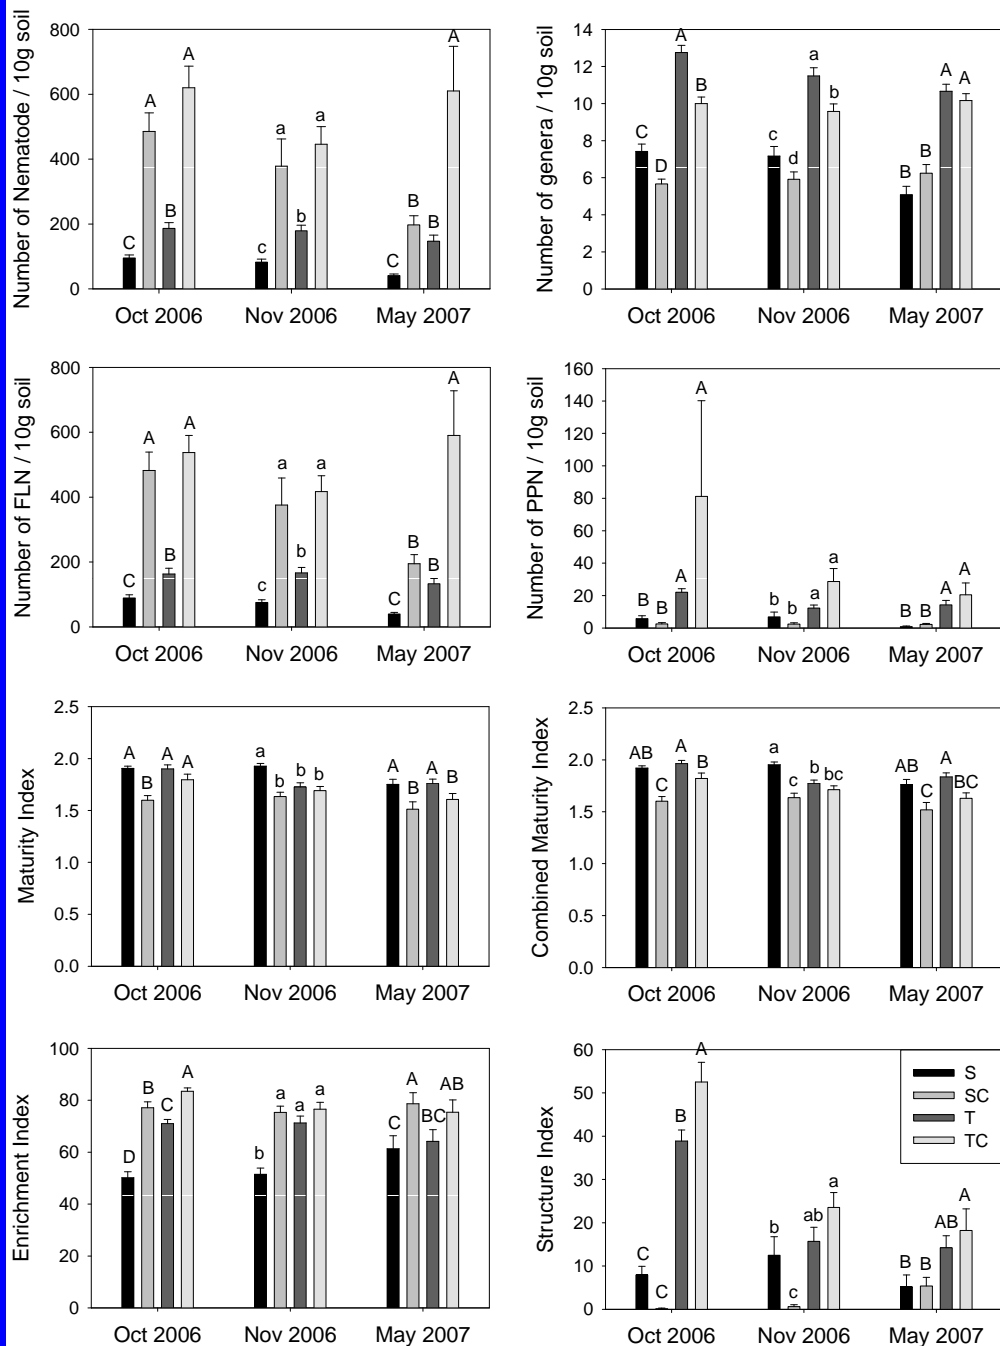 Number of Nematode / 10g soil
800
600
400
200
0
C
A
B
A
c
a
b
a
C
B
B
A
Oct 2006 Nov 2006 May 2007
Number of genera / 10g soil
14
12
10
8
6
4
2
0
C
D
A
B
c
d
a
b
B
B
A
A
Oct 2006 Nov 2006 May 2007
Number of FLN / 10g soil
800
600
400
200
0
C
A
B
A
c
a
b
a
C
B
B
A
Oct 2006 Nov 2006 May 2007
Number of PPN / 10g soil
160
140
120
100
80
60
40
20
0
B
B
A
A
b
b
a
a
B
B
A
A
Oct 2006 Nov 2006 May 2007
Maturity Index
2.5
2.0
1.5
1.0
0.5
0.0
A
B
A
A
a
b
b
b
A
B
A
B
Oct 2006 Nov 2006 May 2007
Combined Maturity Index
2.5
2.0
1.5
1.0
0.5
0.0
AB
C
A
B
a
c
b
bc
AB
C
A
BC
Oct 2006 Nov 2006 May 2007
Enrichment Index
100
80
60
40
20
0
D
B
C
A
b
a
a
a
C
A
BC
AB
Oct 2006 Nov 2006 May 2007
Structure Index
60
50
40
30
20
10
0
C
C
B
A
b
c
ab
a
B
B
AB
A
Oct 2006 Nov 2006 May 2007
S
SC
T
TC